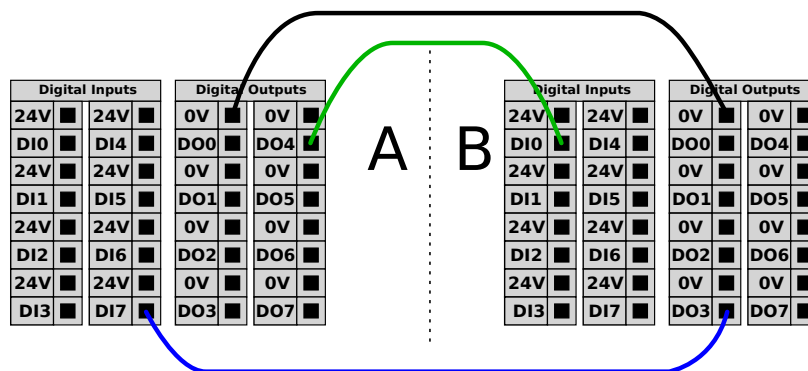 Digital Inputs Digital Outputs Digital Inputs Digital Outputs
24V 24V 0V 0V 24V 24V 0V 0V
DI0 DI4 DO0 DO4 A B DI0 DI4 DO0 DO4
24V 24V 0V 0V 24V 24V 0V 0V
DI1 DI5 DO1 DO5 DI1 DI5 DO1 DO5
24V 24V 0V 0V 24V 24V 0V 0V
DI2 DI6 DO2 DO6 DI2 DI6 DO2 DO6
24V 24V 0V 0V 24V 24V 0V 0V
DI3 DI7 DO3 DO7 DI3 DI7 DO3 DO7